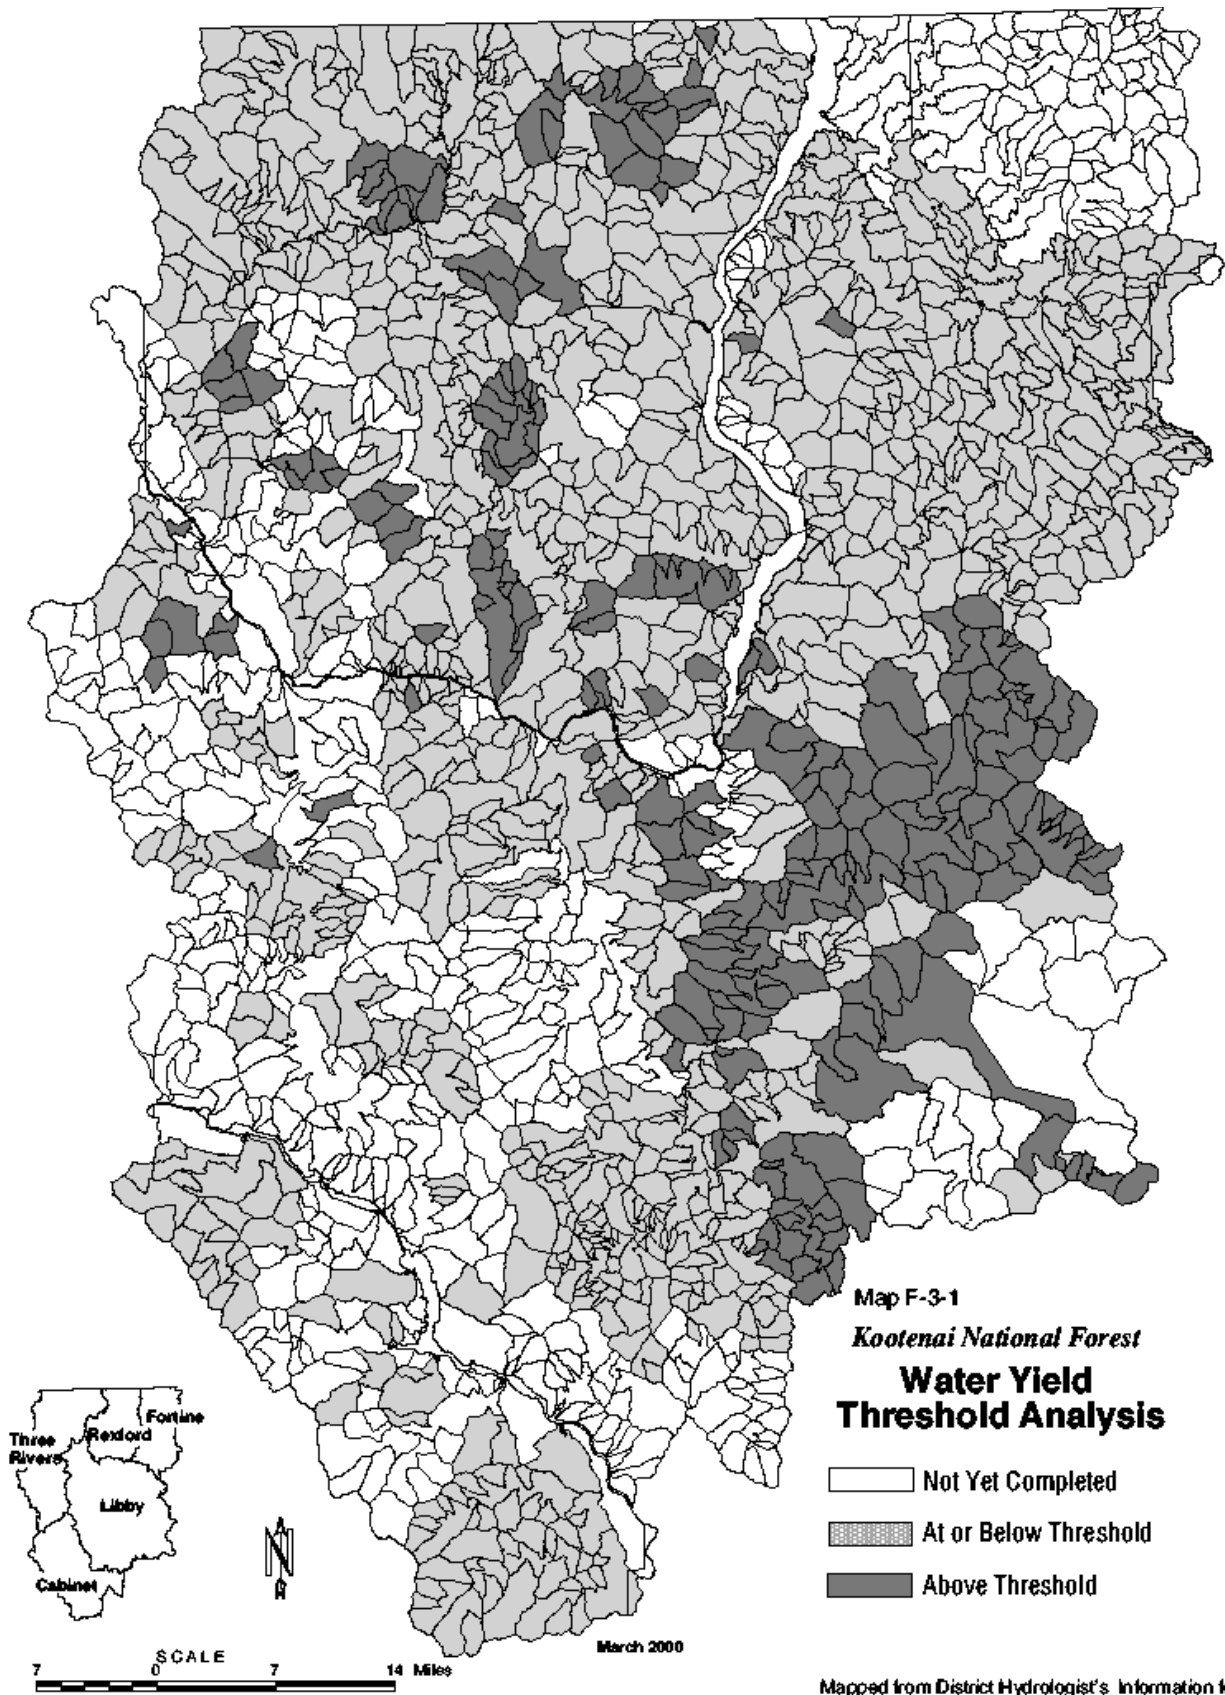 Map F-3-1
Kootenai National Forest
Water Yield
Threshold Analysis
Not Yet Completed
At or Below Threshold
Above Threshold
Three
Rivers
Rexford
Fortine
Libby
Cabinet
N
March 2000
SCALE
7 0 7 14 Miles
Mapped from District Hydrologist's Information